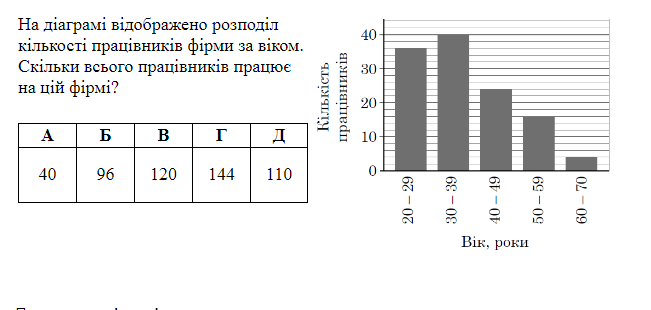 На діаграмі відображено розподіл
кількості працівників фірми за віком.
Скільки всього працівників працює
на цій фірмі?
А Б В Г Д
40 96 120 144 110
Кількість
працівників
40
30
20
10
0
20 – 29
30 – 39
40 – 49
50 – 59
60 – 70
Вік, роки